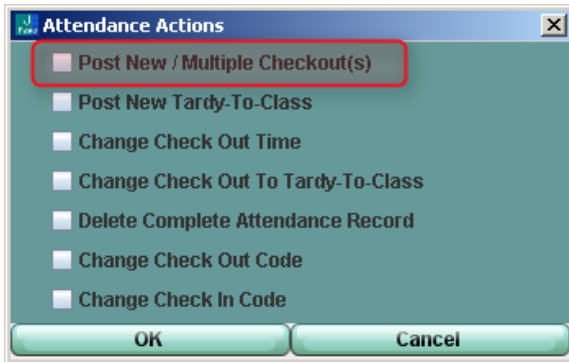 Attendance Actions
Post New / Multiple Checkout(s)
Post New Tardy-To-Class
Change Check Out Time
Change Check Out To Tardy-To-Class
Delete Complete Attendance Record
Change Check Out Code
Change Check In Code
OK Cancel